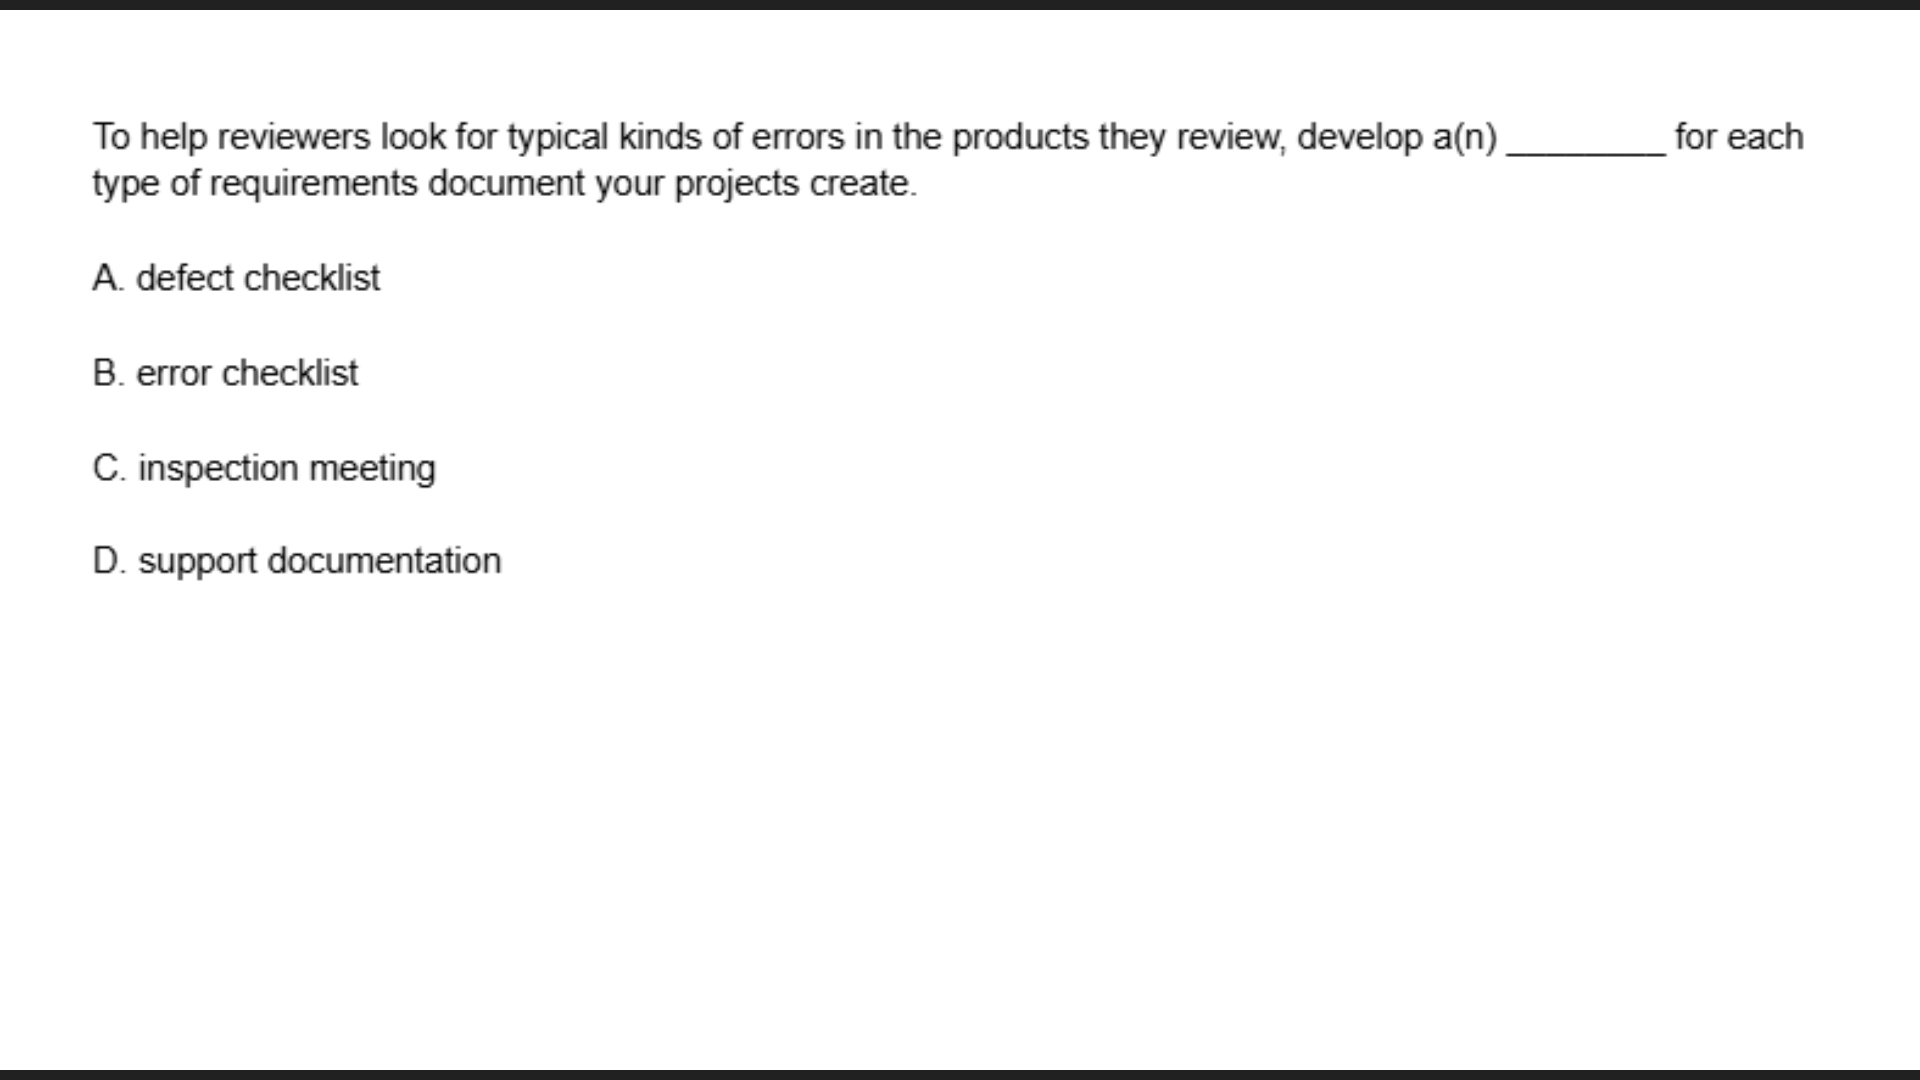 To help reviewers look for typical kinds of errors in the products they review, develop a(n) ________ for each
type of requirements document your projects create.
A. defect checklist
B. error checklist
C. inspection meeting
D. support documentation